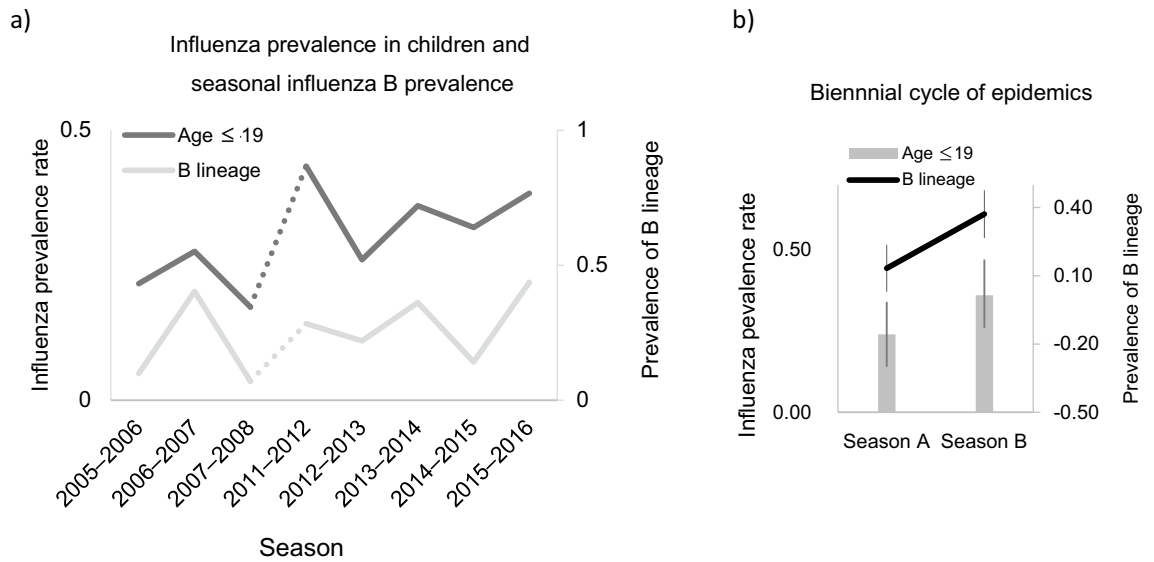 a)
Influenza prevalence in children and
seasonal influenza B prevalence
0.5
0
Influenza prevalence rate
Age ≤ 19
B lineage
1
0.5
0
Prevalence of B lineage
2005–2006
2006–2007
2007–2008
2011–2012
2012–2013
2013–2014
2014–2015
2015–2016
Season
b)
Biennnial cycle of epidemics
Age ≤19
B lineage
0.50
0.00
Influenza pevalence rate
0.40
0.10
-0.20
-0.50
Prevalence of B lineage
Season A
Season B